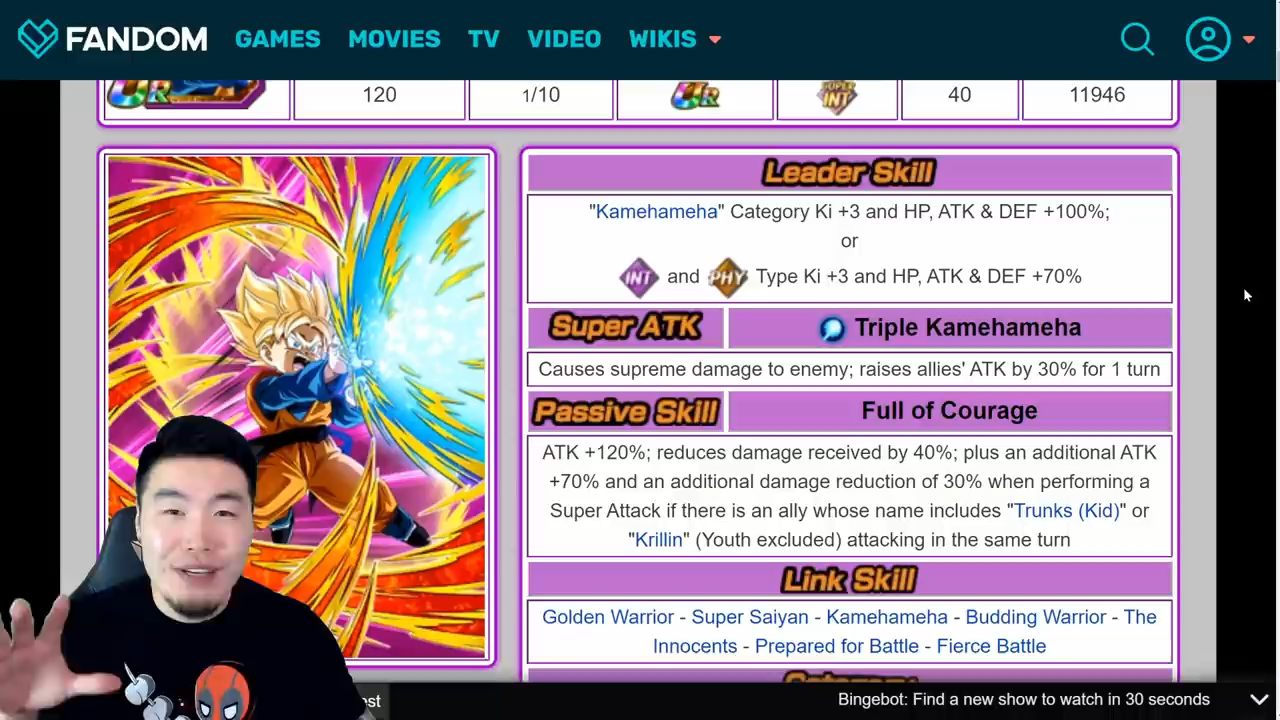 FANDOM GAMES MOVIES TV VIDEO WIKIS
UR 120 1/10 UR SUPER INT 40 11946
Leader Skill
"Kamehameha" Category Ki +3 and HP, ATK & DEF +100%;
or
INT and PHY Type Ki +3 and HP, ATK & DEF +70%
Super ATK Triple Kamehameha
Causes supreme damage to enemy; raises allies' ATK by 30% for 1 turn
Passive Skill Full of Courage
ATK +120%; reduces damage received by 40%; plus an additional ATK
+70% and an additional damage reduction of 30% when performing a
Super Attack if there is an ally whose name includes "Trunks (Kid)" or
"Krillin" (Youth excluded) attacking in the same turn
Link Skill
Golden Warrior - Super Saiyan - Kamehameha - Budding Warrior - The
Innocents - Prepared for Battle - Fierce Battle
Category
est Bingebot: Find a new show to watch in 30 seconds